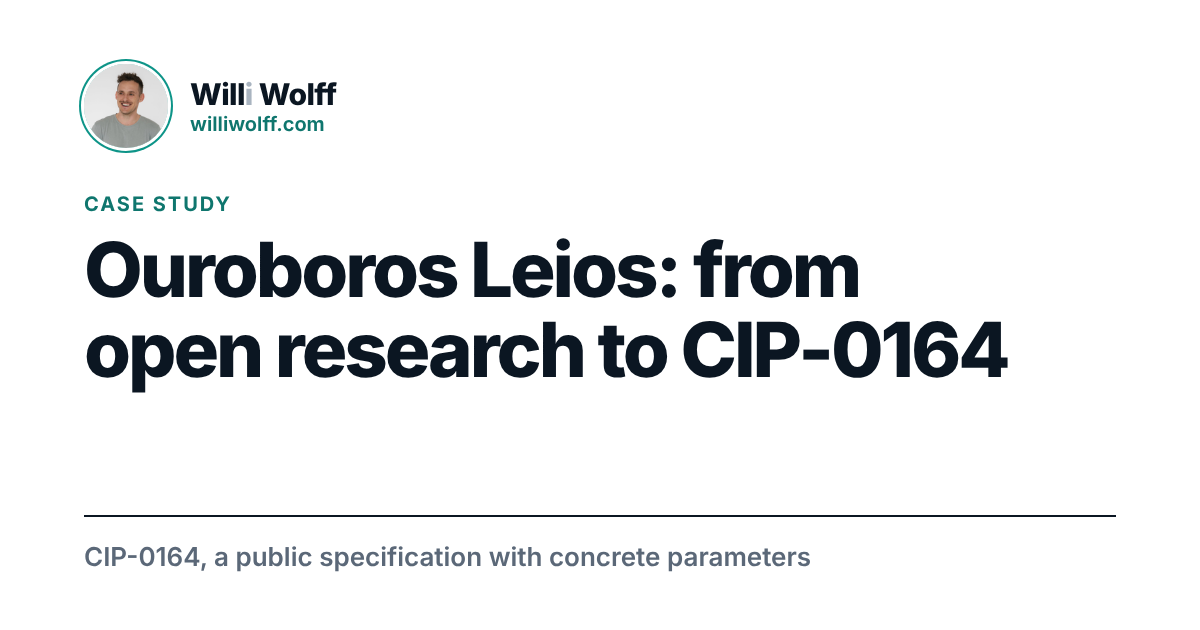 Willi Wolff
williwolff.com
CASE STUDY
Ouroboros Leios: from
open research to CIP-0164
CIP-0164, a public specification with concrete parameters